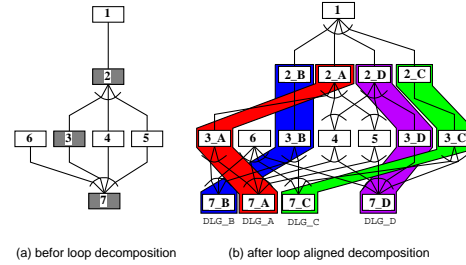 1
1
2
2_B 2_A 2_D 2_C
6 3 4 5
3_A 6 3_B 4 5 3_D 3_C
7
7_B 7_A 7_C 7_D
DLG_B DLG_A DLG_C DLG_D
(a) befor loop decomposition
(b) after loop aligned decomposition